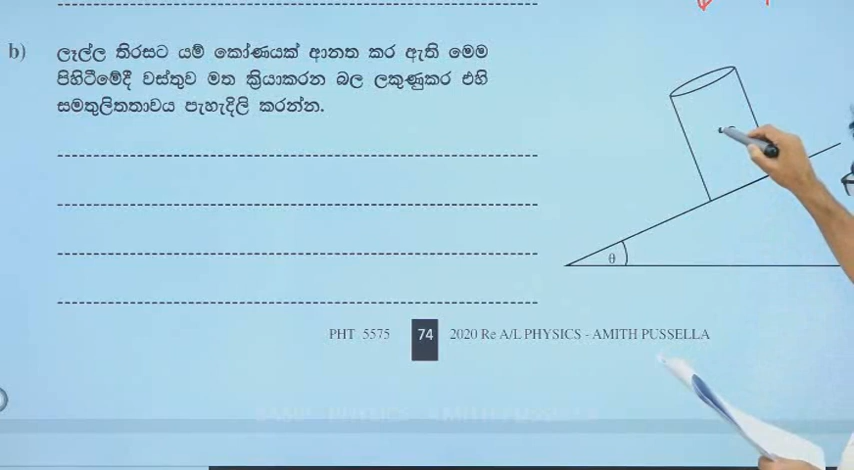 b) ලෑල්ල තිරසට යම් කෝණයක් ආනත කර ඇති මෙම
පිහිටීමේදී වස්තුව මත ක්‍රියාකරන බල ලකුණුකර එහි
සමතුලිතතාවය පැහැදිලි කරන්න.
θ
PHT 5575 74 2020 Re A/L PHYSICS - AMITH PUSSELLA